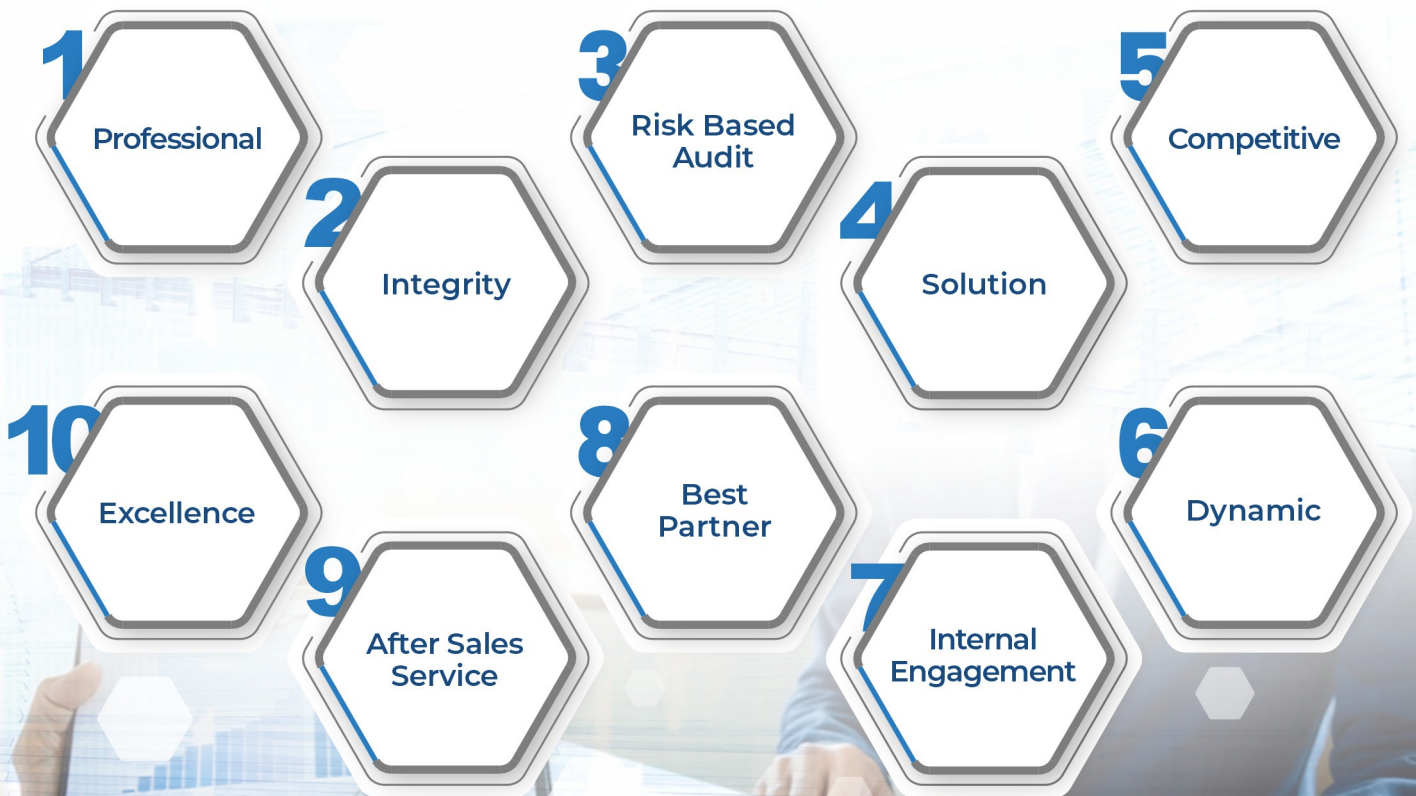 1
Professional
2
Integrity
3
Risk Based
Audit
4
Solution
5
Competitive
6
Dynamic
7
Internal
Engagement
8
Best
Partner
9
After Sales
Service
10
Excellence